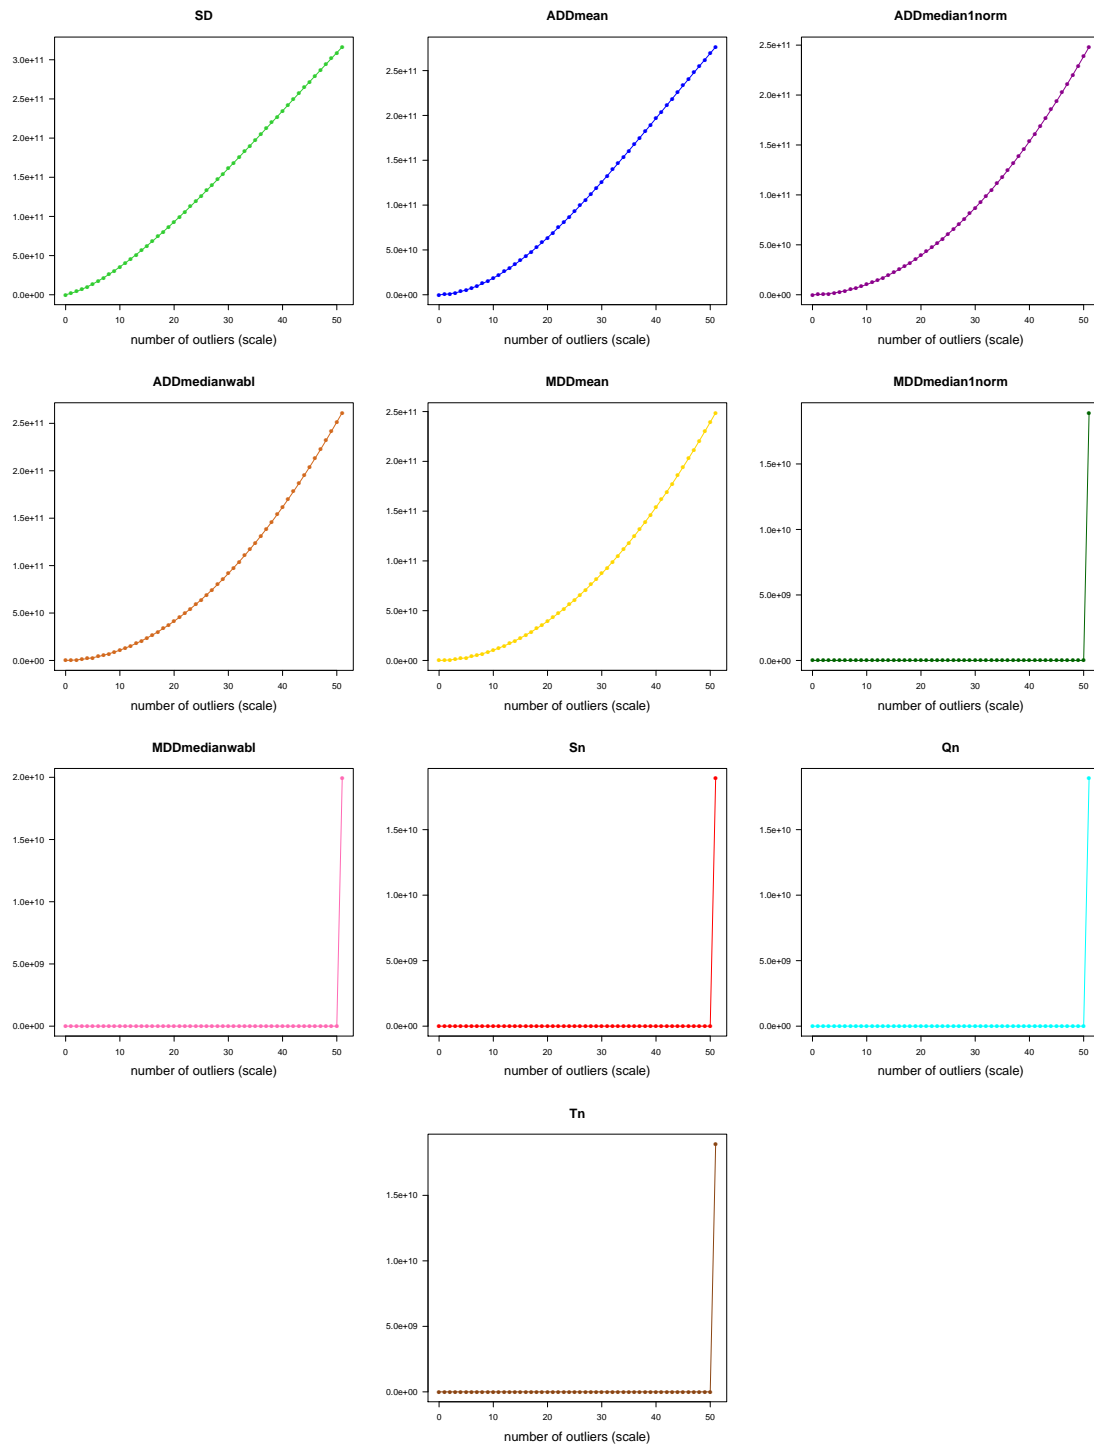 SD
3.0e+11
2.5e+11
2.0e+11
1.5e+11
1.0e+11
5.0e+10
0.0e+00
0 10 20 30 40 50
number of outliers (scale)
ADDmean
2.5e+11
2.0e+11
1.5e+11
1.0e+11
5.0e+10
0.0e+00
0 10 20 30 40 50
number of outliers (scale)
ADDmedian1norm
2.5e+11
2.0e+11
1.5e+11
1.0e+11
5.0e+10
0.0e+00
0 10 20 30 40 50
number of outliers (scale)
ADDmedianwabl
2.5e+11
2.0e+11
1.5e+11
1.0e+11
5.0e+10
0.0e+00
0 10 20 30 40 50
number of outliers (scale)
MDDmean
2.5e+11
2.0e+11
1.5e+11
1.0e+11
5.0e+10
0.0e+00
0 10 20 30 40 50
number of outliers (scale)
MDDmedian1norm
1.5e+10
1.0e+10
5.0e+09
0.0e+00
0 10 20 30 40 50
number of outliers (scale)
MDDmedianwabl
2.0e+10
1.5e+10
1.0e+10
5.0e+09
0.0e+00
0 10 20 30 40 50
number of outliers (scale)
Sn
1.5e+10
1.0e+10
5.0e+09
0.0e+00
0 10 20 30 40 50
number of outliers (scale)
Qn
1.5e+10
1.0e+10
5.0e+09
0.0e+00
0 10 20 30 40 50
number of outliers (scale)
Tn
1.5e+10
1.0e+10
5.0e+09
0.0e+00
0 10 20 30 40 50
number of outliers (scale)